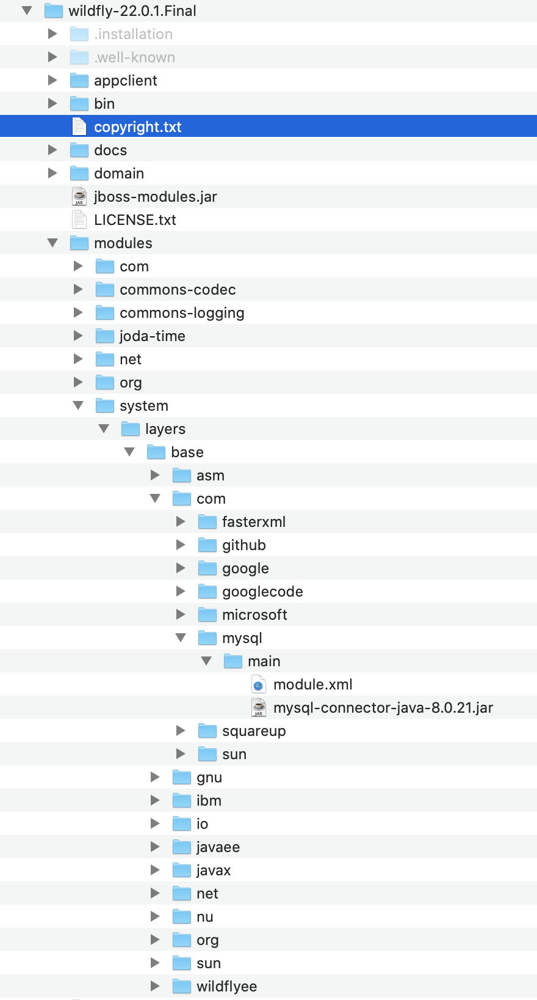 wildfly-22.0.1.Final
.installation
.well-known
appclient
bin
copyright.txt
docs
domain
jboss-modules.jar
LICENSE.txt
modules
com
commons-codec
commons-logging
joda-time
net
org
system
layers
base
asm
com
fasterxml
github
google
googlecode
microsoft
mysql
main
module.xml
mysql-connector-java-8.0.21.jar
squareup
sun
gnu
ibm
io
javaee
javax
net
nu
org
sun
wildflyee